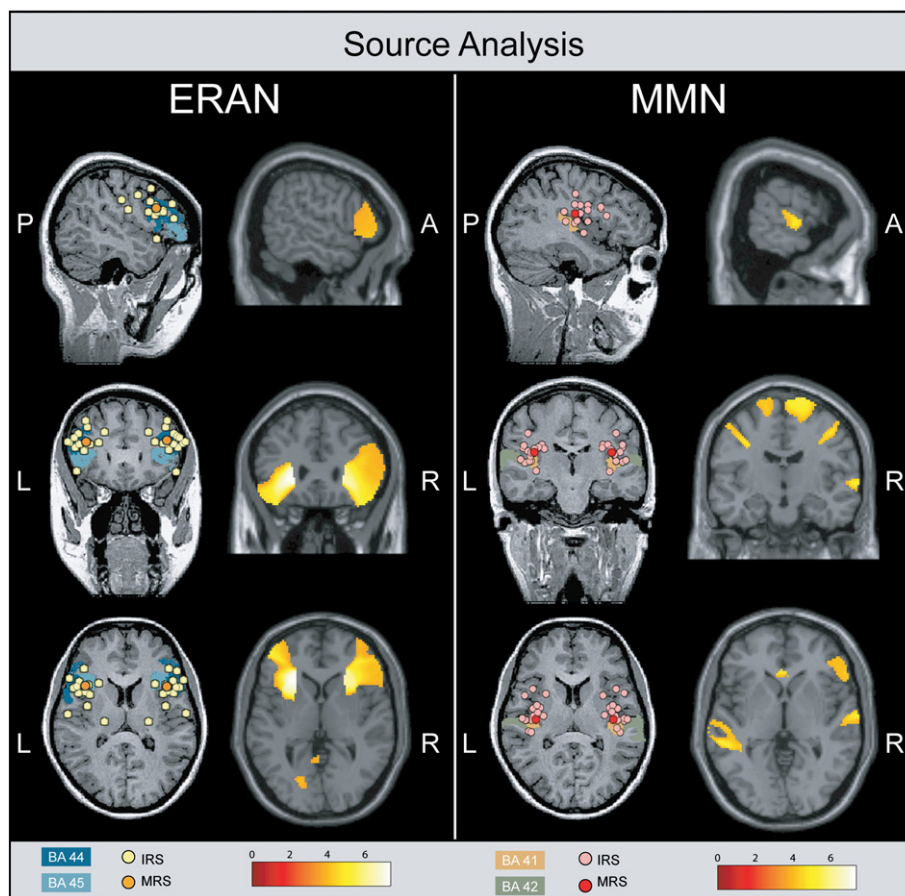 Source Analysis
ERAN
MMN
P
P
A
L
L
R
L
L
R
BA 44
IRS
BA 45
MRS
0 2 4 6
BA 41
IRS
BA 42
MRS
0 2 4 6